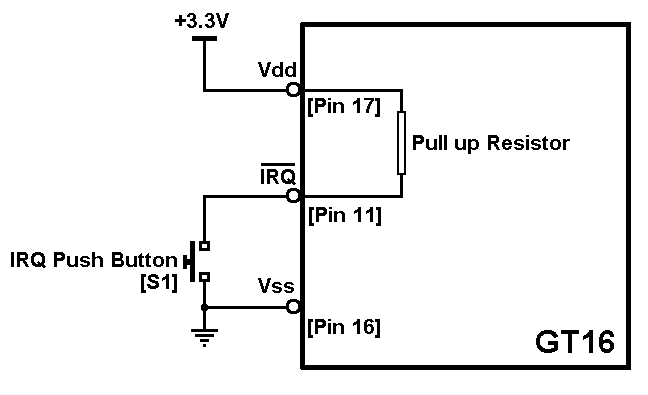 +3.3V
Vdd
[Pin 17]
Pull up Resistor
IRQ
[Pin 11]
IRQ Push Button
[S1]
Vss
[Pin 16]
GT16